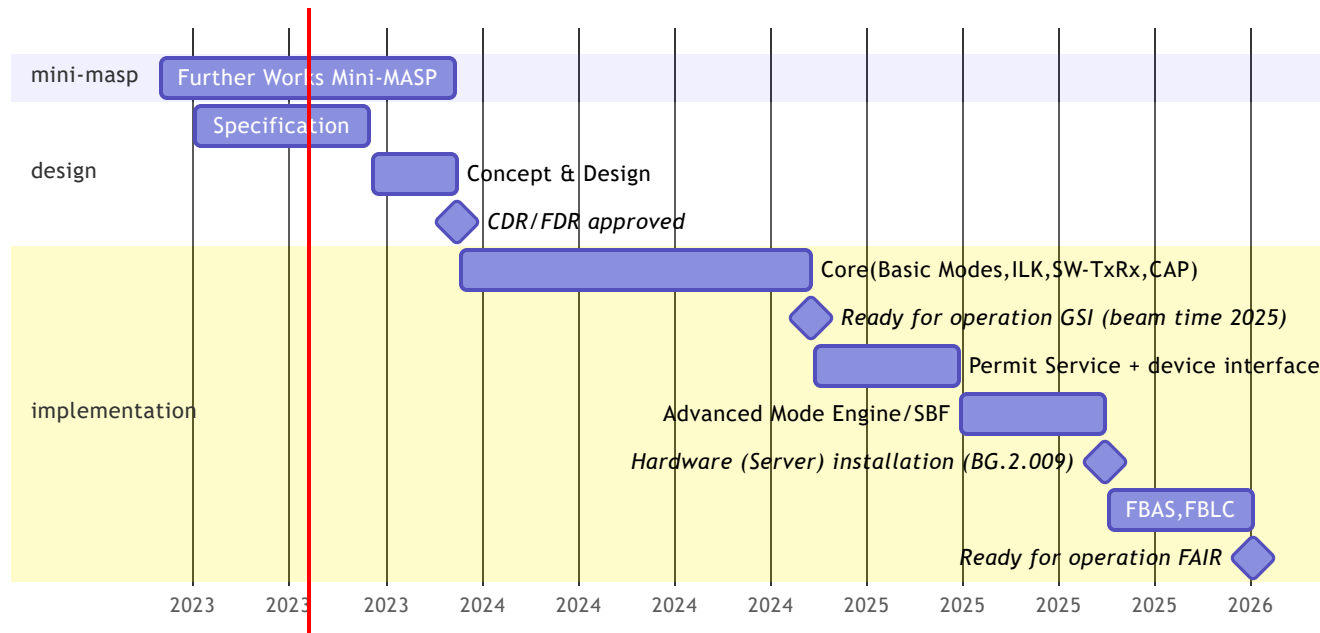 mini-masp
Further Works Mini-MASP
Specification
design
Concept & Design
CDR/FDR approved
Core(Basic Modes,ILK,SW-TxRx,CAP)
Ready for operation GSI (beam time 2025)
Permit Service + device interface
implementation
Advanced Mode Engine/SBF
Hardware (Server) installation (BG.2.009)
FBAS,FBLC
Ready for operation FAIR
2023 2023 2023 2024 2024 2024 2024 2025 2025 2025 2025 2026